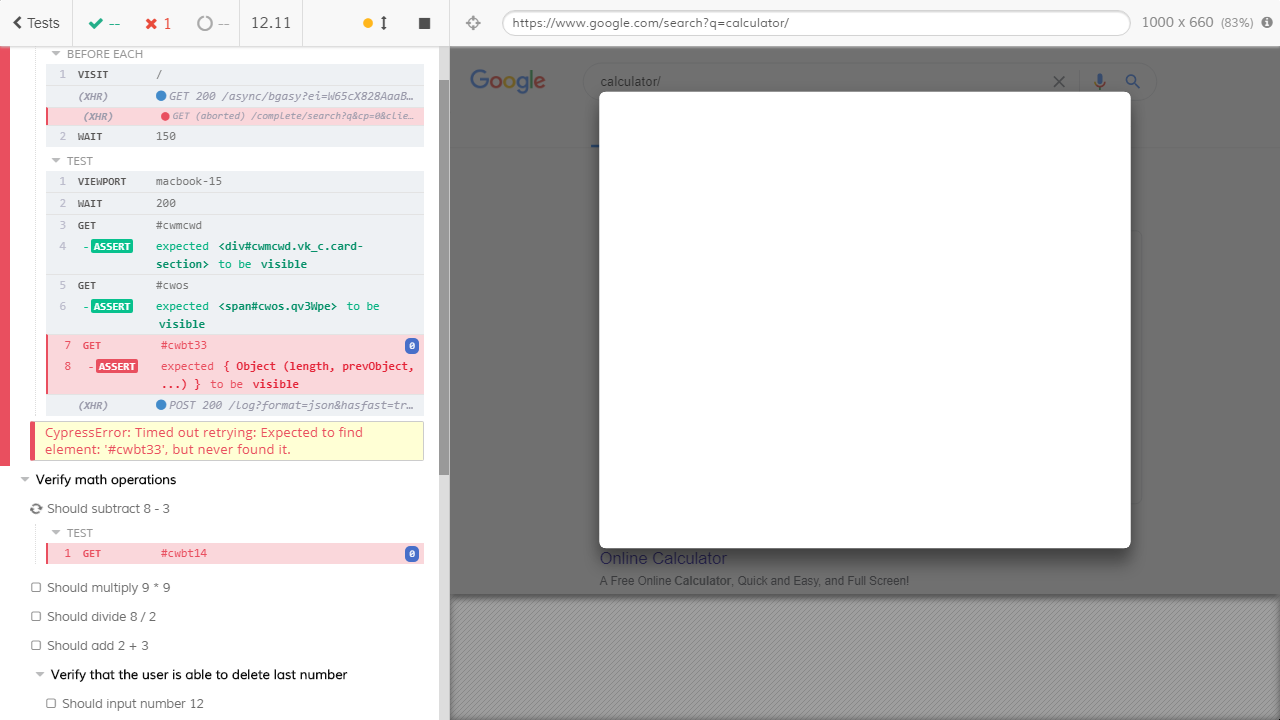 Tests -- 1 -- 12.11
https://www.google.com/search?q=calculator/ 1000 x 660 (83%)
BEFORE EACH
1 VISIT /
(XHR) GET 200 /async/bgasy?ei=W65cX828AaaB…
(XHR) GET (aborted) /complete/search?q&cp=0&clie…
2 WAIT 150
TEST
1 VIEWPORT macbook-15
2 WAIT 200
3 GET #cwmcwd
4 -ASSERT expected <div#cwmcwd.vk_c.card-
section> to be visible
5 GET #cwos
6 -ASSERT expected <span#cwos.qv3Wpe> to be
visible
7 GET #cwbt33 0
8 -ASSERT expected { Object (length, prevObject,
...) } to be visible
(XHR) POST 200 /log?format=json&hasfast=tr…
CypressError: Timed out retrying: Expected to find
element: '#cwbt33', but never found it.
Verify math operations
Should subtract 8 - 3
TEST
1 GET #cwbt14 0
Should multiply 9 * 9
Should divide 8 / 2
Should add 2 + 3
Verify that the user is able to delete last number
Should input number 12
Google
calculator/
Online Calculator
A Free Online Calculator, Quick and Easy, and Full Screen!